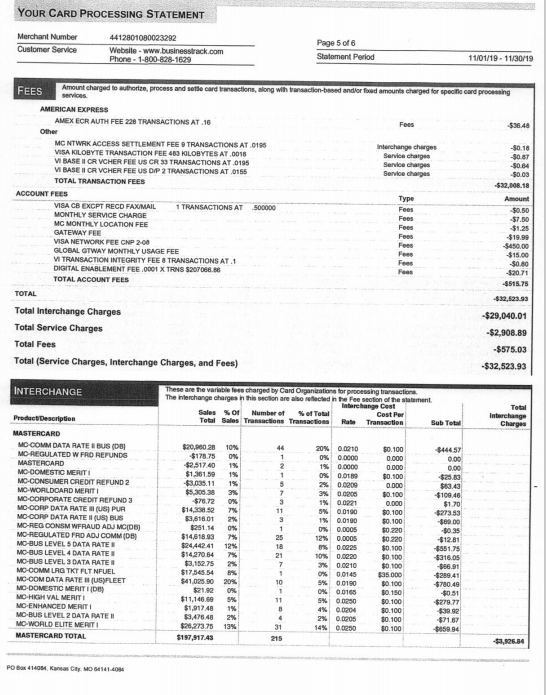 YOUR CARD PROCESSING STATEMENT
Merchant Number 4412801080023292
Customer Service Website - www.businesstrack.com
Phone - 1-800-828-1629
Page 5 of 6
Statement Period 11/01/19 - 11/30/19
FEES Amount charged to authorize, process and settle card transactions, along with transaction-based and/or fixed amounts charged for specific card processing services.
AMERICAN EXPRESS
AMEX ECR AUTH FEE 228 TRANSACTIONS AT .16 Fees -$36.48
Other
MC NTWRK ACCESS SETTLEMENT FEE 9 TRANSACTIONS AT .0195 Interchange charges -$0.18
VISA KILOBYTE TRANSACTION FEE 483 KILOBYTES AT .0018 Service charges -$0.87
VI BASE II CR VCHER FEE US CR 33 TRANSACTIONS AT .0195 Service charges -$0.64
VI BASE II CR VCHER FEE US D/P 2 TRANSACTIONS AT .0155 Service charges -$0.03
TOTAL TRANSACTION FEES -$32,008.18
ACCOUNT FEES Type Amount
VISA CB EXCPT RECD FAX/MAIL 1 TRANSACTIONS AT .500000 Fees -$0.50
MONTHLY SERVICE CHARGE Fees -$7.50
MC MONTHLY LOCATION FEE Fees -$1.25
GATEWAY FEE Fees -$19.99
VISA NETWORK FEE CNP 2-08 Fees -$450.00
GLOBAL GTWAY MONTHLY USAGE FEE Fees -$15.00
VI TRANSACTION INTEGRITY FEE 8 TRANSACTIONS AT .1 Fees -$0.80
DIGITAL ENABLEMENT FEE .0001 X TRNS $207066.86 Fees -$20.71
TOTAL ACCOUNT FEES -$515.75
TOTAL -$32,523.93
Total Interchange Charges -$29,040.01
Total Service Charges -$2,908.89
Total Fees -$575.03
Total (Service Charges, Interchange Charges, and Fees) -$32,523.93
INTERCHANGE These are the variable fees charged by Card Organizations for processing transactions.
The interchange charges in this section are also reflected in the Fee section of the statement.
Interchange Cost
Product/Description Sales Total % Of Sales Number of Transactions % of Total Transactions Rate Cost Per Transaction Sub Total Total Interchange Charges
MASTERCARD
MC-COMM DATA RATE II BUS (DB) $20,960.28 10% 44 20% 0.0210 $0.100 -$444.57
MC-REGULATED W FRD REFUNDS -$178.75 0% 1 0% 0.0000 $0.000 0.00
MASTERCARD -$2,517.40 1% 2 1% 0.0000 $0.000 0.00
MC-DOMESTIC MERIT I $1,361.59 1% 1 0% 0.0189 $0.100 -$25.83
MC-CONSUMER CREDIT REFUND 2 -$3,035.11 1% 5 2% 0.0209 0.000 $63.43
MC-WORLDCARD MERIT I $5,305.38 3% 7 3% 0.0205 $0.100 -$109.46
MC-CORPORATE CREDIT REFUND 3 -$76.72 0% 3 1% 0.0221 0.000 $1.70
MC-CORP DATA RATE III (US) PUR $14,338.52 7% 11 5% 0.0190 $0.100 -$273.53
MC-CORP DATA RATE II (US) BUS $3,616.01 2% 3 1% 0.0190 $0.100 -$69.00
MC-REG CONSM WFRAUD ADJ MC(DB) $251.14 0% 1 0% 0.0005 $0.220 -$0.35
MC-REGULATED FRD ADJ COMM (DB) $14,618.93 7% 25 12% 0.0005 $0.220 -$12.81
MC-BUS LEVEL 5 DATA RATE II $24,442.41 12% 18 8% 0.0225 $0.100 -$551.75
MC-BUS LEVEL 4 DATA RATE II $14,270.64 7% 21 10% 0.0220 $0.100 -$316.05
MC-BUS LEVEL 3 DATA RATE II $3,152.75 2% 7 3% 0.0210 $0.100 -$66.91
MC-COMM LRG TKT FLT NFUEL $17,545.54 8% 1 0% 0.0145 $35.000 -$289.41
MC-COM DATA RATE III (US)FLEET $41,025.90 20% 10 5% 0.0190 $0.100 -$780.49
MC-DOMESTIC MERIT I (DB) $21.92 0% 1 0% 0.0165 $0.150 -$0.51
MC-HIGH VAL MERIT I $11,146.69 5% 11 5% 0.0250 $0.100 -$279.77
MC-ENHANCED MERIT I $1,917.48 1% 8 4% 0.0204 $0.100 -$39.92
MC-BUS LEVEL 2 DATA RATE II $3,476.48 2% 4 2% 0.0205 $0.100 -$71.67
MC-WORLD ELITE MERIT I $26,273.75 13% 31 14% 0.0250 $0.100 -$659.94
MASTERCARD TOTAL $197,917.43 215 -$3,926.84
PO Box 414084, Kansas City, MO 64141-4084